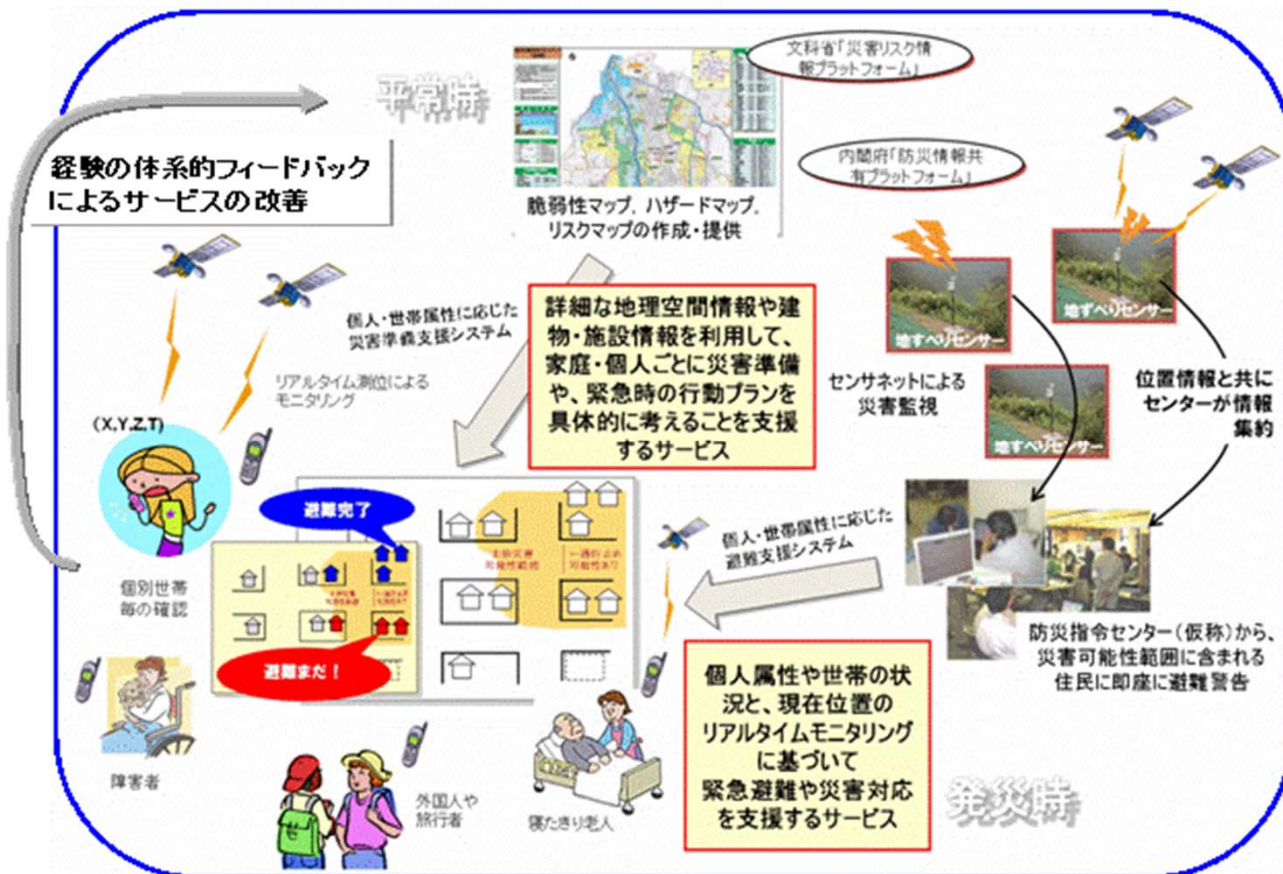 平常時
文科省「災害リスク情
報プラットフォーム」
経験の体系的フィードバック
によるサービスの改善
内閣府「防災情報共
有プラットフォーム」
脆弱性マップ, ハザードマップ,
リスクマップの作成・提供
個人・世帯属性に応じた
災害準備支援システム
詳細な地理空間情報や建
物・施設情報を利用して、
家庭・個人ごとに災害準備
や、緊急時の行動プランを
具体的に考えることを支援
するサービス
リアルタイム測位による
モニタリング
(X,Y,Z,T)
地すべりセンサー
地すべりセンサー
地すべりセンサー
センサネットによる
災害監視
位置情報と共に
センターが情報
集約
避難完了
避難まだ！
個別世帯
毎の確認
個人・世帯属性に応じた
避難支援システム
防災指令センター（仮称）から、
災害可能性範囲に含まれる
住民に即座に避難警告
個人属性や世帯の状
況と、現在位置の
リアルタイムモニタリング
に基づいて
緊急避難や災害対応
を支援するサービス
障害者
外国人や
旅行者
寝たきり老人
発災時